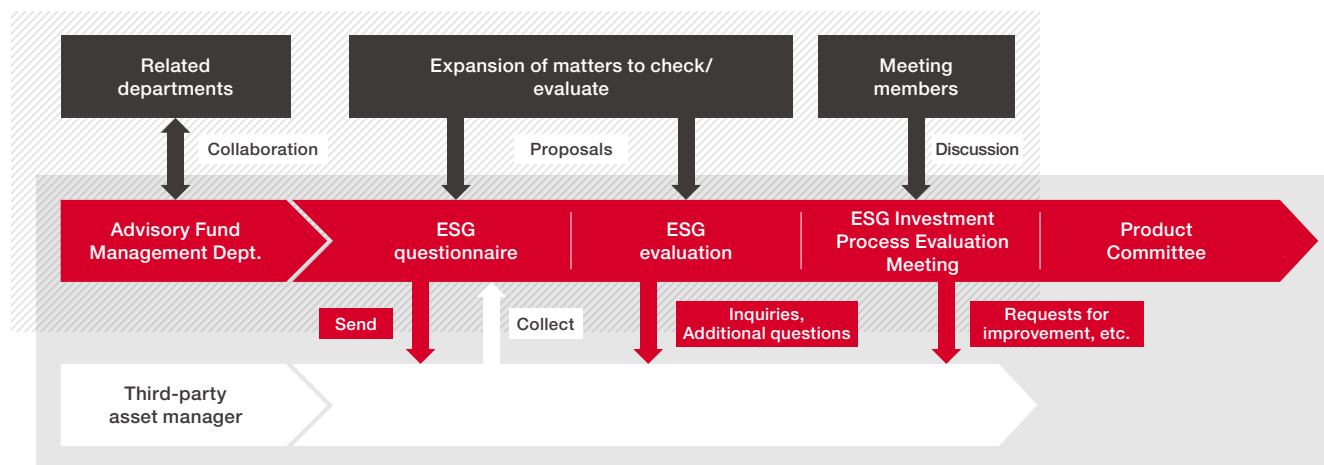 Related
departments
Expansion of matters to check/
evaluate
Meeting
members
Collaboration
Proposals
Discussion
Advisory Fund
Management Dept.
ESG
questionnaire
ESG
evaluation
ESG Investment
Process Evaluation
Meeting
Product
Committee
Send
Collect
Inquiries,
Additional questions
Requests for
improvement, etc.
Third-party
asset manager